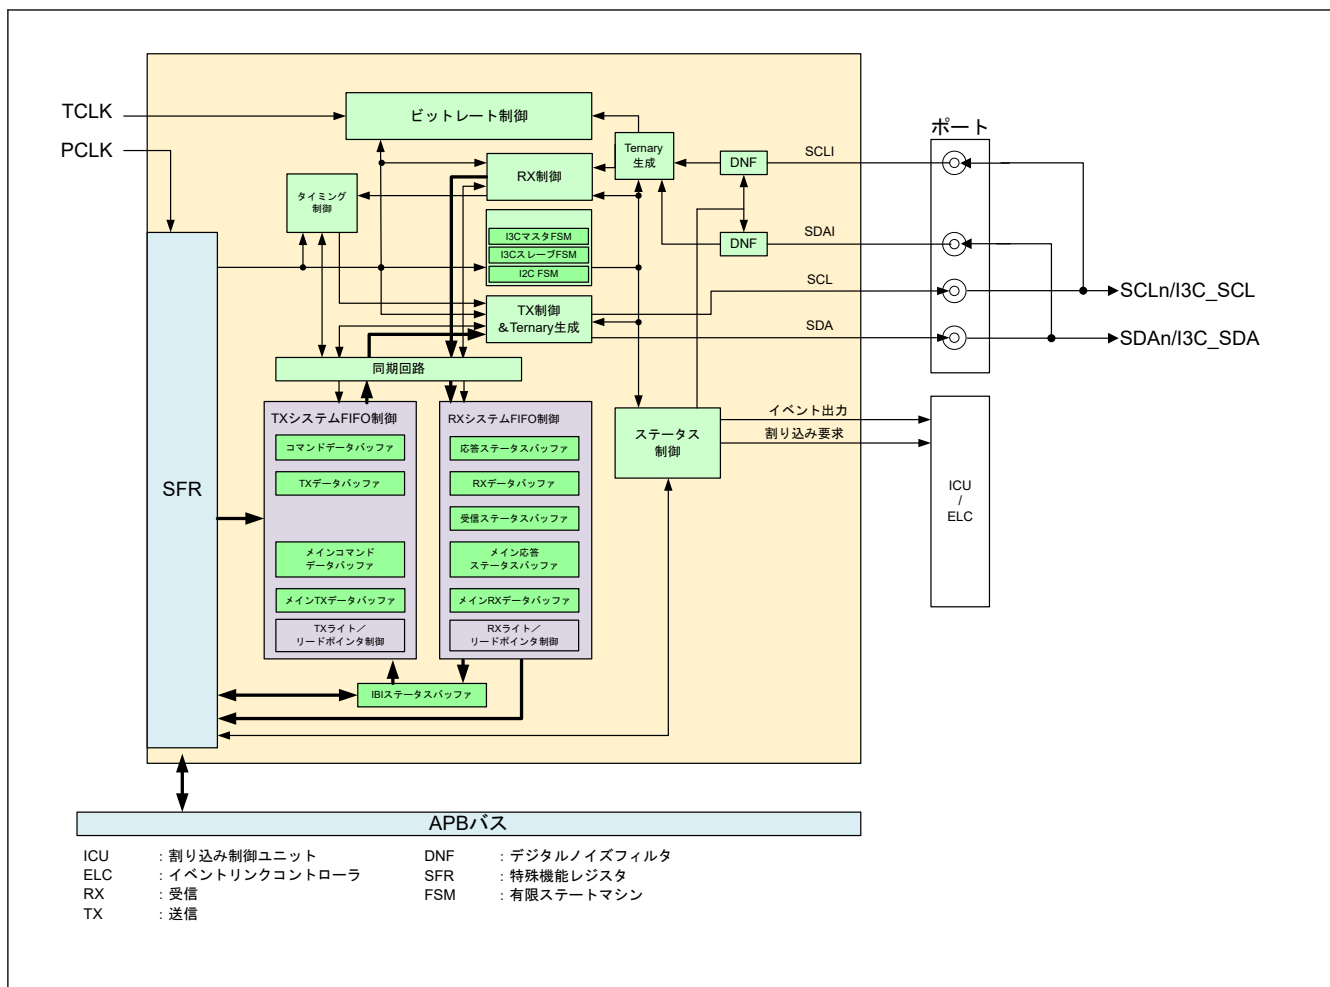 TCLK
PCLK
ビットレート制御
Ternary
生成
RX制御
タイミング
制御
DNF
SCLI
ポート
I3CマスタFSM
I3CスレーブFSM
I2C FSM
DNF
SDAI
TX制御
&Ternary生成
SCL
SDA
SCLn/I3C_SCL
SDAn/I3C_SDA
同期回路
TXシステムFIFO制御
コマンドデータバッファ
TXデータバッファ
メインコマンド
データバッファ
メインTXデータバッファ
TXライト／
リードポインタ制御
RXシステムFIFO制御
応答ステータスバッファ
RXデータバッファ
受信ステータスバッファ
メイン応答
ステータスバッファ
メインRXデータバッファ
RXライト／
リードポインタ制御
ステータス
制御
イベント出力
割り込み要求
ICU
/
ELC
SFR
IBIステータスバッファ
APBバス
ICU ：割り込み制御ユニット
ELC ：イベントリンクコントローラ
RX ：受信
TX ：送信
DNF ：デジタルノイズフィルタ
SFR ：特殊機能レジスタ
FSM ：有限ステートマシン